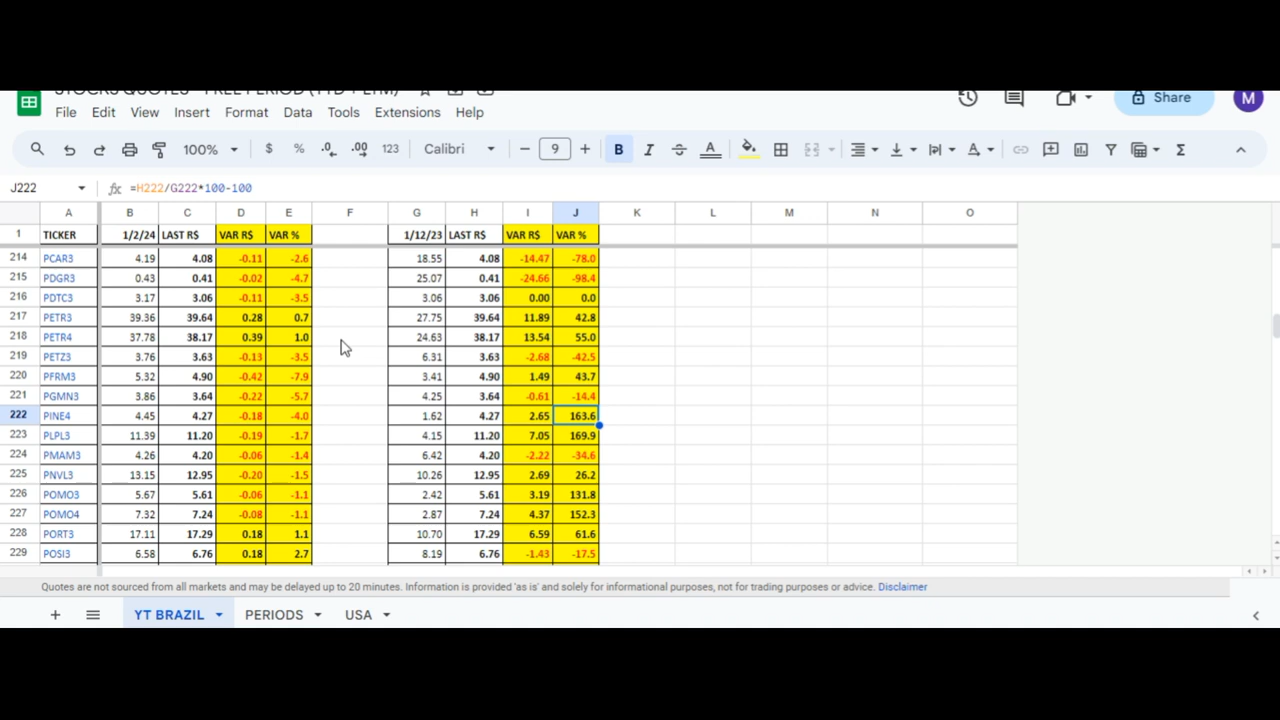 STOCKS QUOTES - FREE PERIOD (YTD + LTM)
File Edit View Insert Format Data Tools Extensions Help
Share
M
100% $ % .0 .00 123 Calibri 9 B I A Σ
J222 fx =H222/G222*100-100
A B C D E F G H I J K L M N O
1 TICKER 1/2/24 LAST R$ VAR R$ VAR % 1/12/23 LAST R$ VAR R$ VAR %
214 PCAR3 4.19 4.08 -0.11 -2.6 18.55 4.08 -14.47 -78.0
215 PDGR3 0.43 0.41 -0.02 -4.7 25.07 0.41 -24.66 -98.4
216 PDTC3 3.17 3.06 -0.11 -3.5 3.06 3.06 0.00 0.0
217 PETR3 39.36 39.64 0.28 0.7 27.75 39.64 11.89 42.8
218 PETR4 37.78 38.17 0.39 1.0 24.63 38.17 13.54 55.0
219 PETZ3 3.76 3.63 -0.13 -3.5 6.31 3.63 -2.68 -42.5
220 PFRM3 5.32 4.90 -0.42 -7.9 3.41 4.90 1.49 43.7
221 PGMN3 3.86 3.64 -0.22 -5.7 4.25 3.64 -0.61 -14.4
222 PINE4 4.45 4.27 -0.18 -4.0 1.62 4.27 2.65 163.6
223 PLPL3 11.39 11.20 -0.19 -1.7 4.15 11.20 7.05 169.9
224 PMAM3 4.26 4.20 -0.06 -1.4 6.42 4.20 -2.22 -34.6
225 PNVL3 13.15 12.95 -0.20 -1.5 10.26 12.95 2.69 26.2
226 POMO3 5.67 5.61 -0.06 -1.1 2.42 5.61 3.19 131.8
227 POMO4 7.32 7.24 -0.08 -1.1 2.87 7.24 4.37 152.3
228 PORT3 17.11 17.29 0.18 1.1 10.70 17.29 6.59 61.6
229 POSI3 6.58 6.76 0.18 2.7 8.19 6.76 -1.43 -17.5
Quotes are not sourced from all markets and may be delayed up to 20 minutes. Information is provided 'as is' and solely for informational purposes, not for trading purposes or advice. Disclaimer
YT BRAZIL PERIODS USA